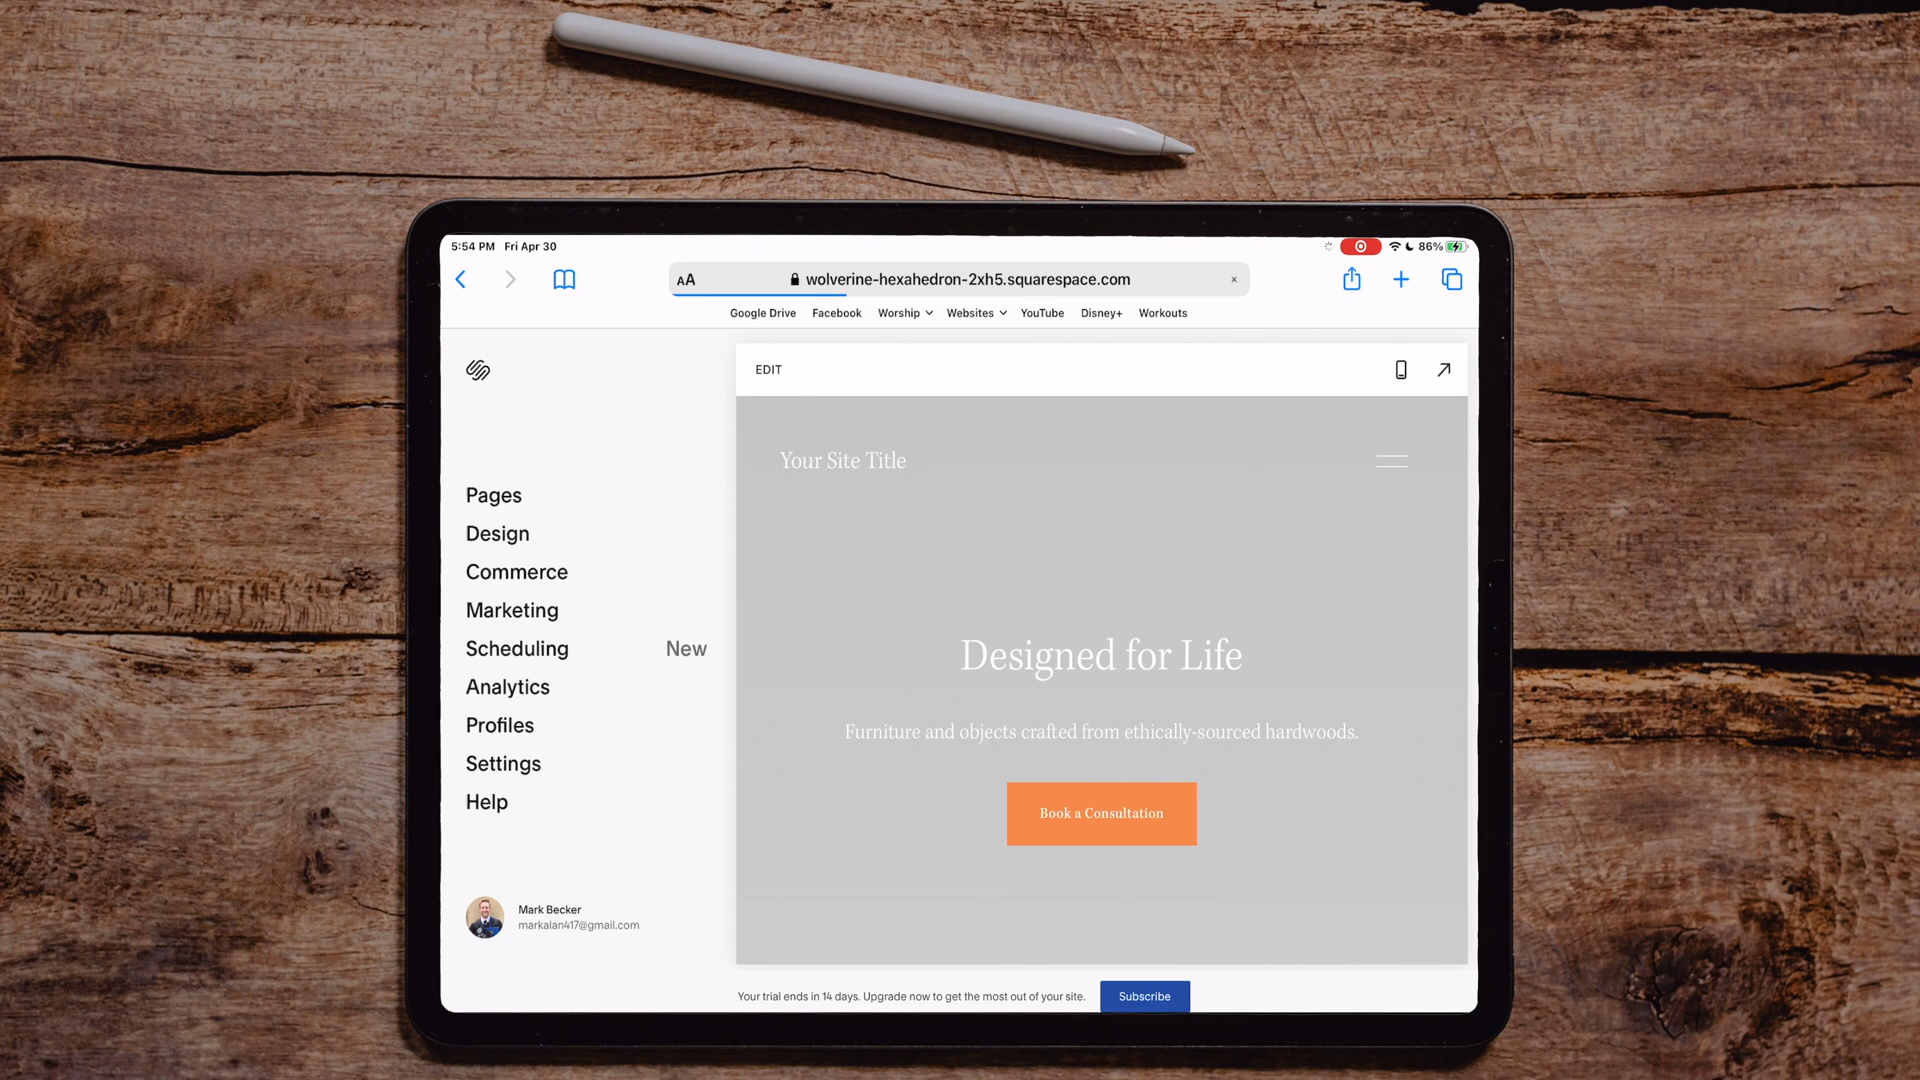 5:54 PM Fri Apr 30
86%
AA wolverine-hexahedron-2xh5.squarespace.com
Google Drive Facebook Worship Websites YouTube Disney+ Workouts
EDIT
Your Site Title
Pages
Design
Commerce
Marketing
Scheduling New
Analytics
Profiles
Settings
Help
Designed for Life
Furniture and objects crafted from ethically-sourced hardwoods.
Book a Consultation
Mark Becker
markalan417@gmail.com
Your trial ends in 14 days. Upgrade now to get the most out of your site.
Subscribe